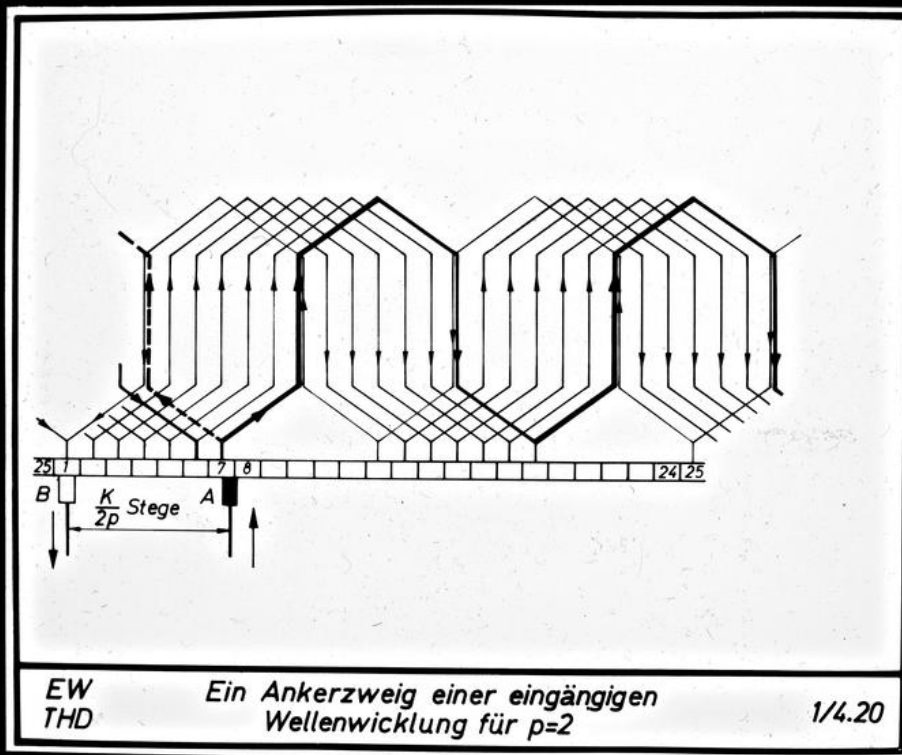 25 1 7 8 24 25
B K/2p Stege A
EW Ein Ankerzweig einer eingängigen 1/4.20
THD Wellenwicklung für p=2